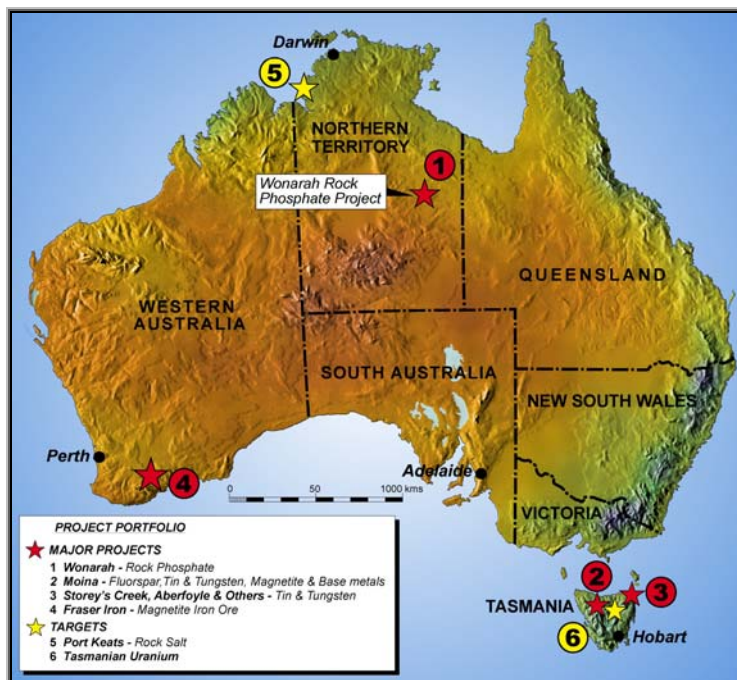 Darwin
5
NORTHERN
TERRITORY
1
Wonarah Rock
Phosphate Project
QUEENSLAND
WESTERN
AUSTRALIA
SOUTH AUSTRALIA
NEW SOUTH WALES
Perth
4
Adelaide
0 50 1000 kms
VICTORIA
2
3
TASMANIA
6
Hobart
PROJECT PORTFOLIO
MAJOR PROJECTS
1 Wonarah - Rock Phosphate
2 Moina - Fluorspar,Tin & Tungsten, Magnetite & Base metals
3 Storey's Creek, Aberfoyle & Others - Tin & Tungsten
4 Fraser Iron - Magnetite Iron Ore
TARGETS
5 Port Keats - Rock Salt
6 Tasmanian Uranium